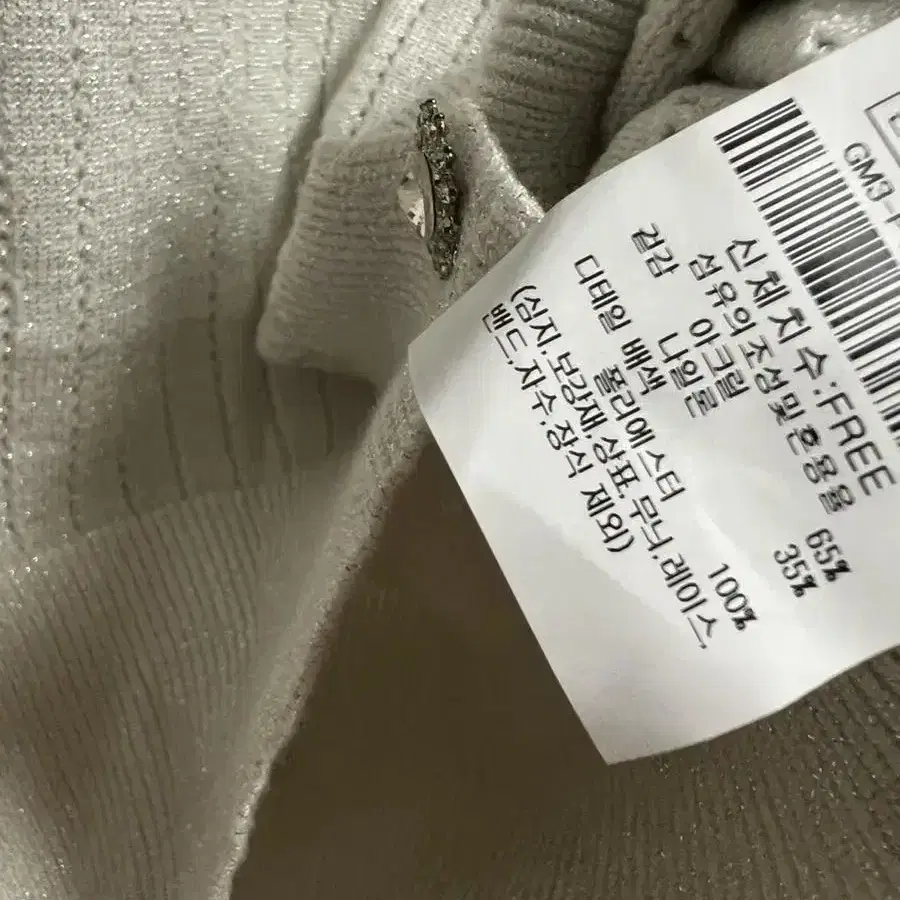 GM3-
신체치수:FREE
섬유의조성및혼용율
겉감 아크릴 65%
나일론 35%
디테일 배색 폴리에스터 100%
(심지,보강재,상표,무늬,레이스,
밴드,자수,장식 제외)